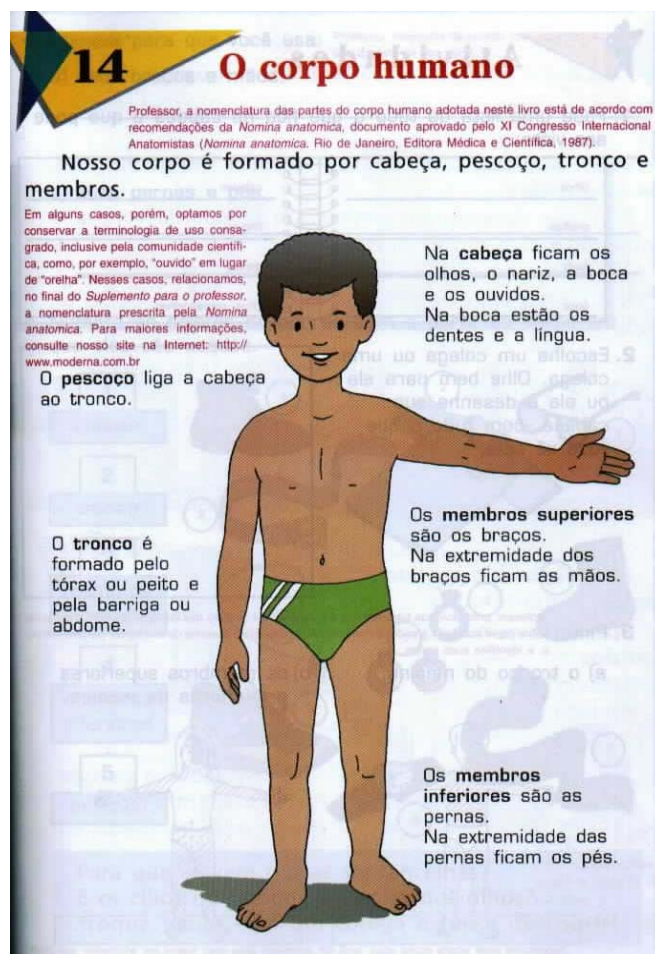 14
O corpo humano
Professor, a nomenclatura das partes do corpo humano adotada neste livro está de acordo com
recomendações da Nomina anatomica, documento aprovado pelo XI Congresso Internacional
Anatomistas (Nomina anatomica. Rio de Janeiro, Editora Médica e Científica, 1987).
Nosso corpo é formado por cabeça, pescoço, tronco e
membros.
Em alguns casos, porém, optamos por
conservar a terminologia de uso consa-
grado, inclusive pela comunidade científi-
ca, como, por exemplo, "ouvido" em lugar
de "orelha". Nesses casos, relacionamos,
no final do Suplemento para o professor,
a nomenclatura prescrita pela Nomina
anatomica. Para maiores informações,
consulte nosso site na Internet: http://
www.moderna.com.br
Na cabeça ficam os
olhos, o nariz, a boca
e os ouvidos.
Na boca estão os
dentes e a língua.
O pescoço liga a cabeça
ao tronco.
Os membros superiores
são os braços.
Na extremidade dos
braços ficam as mãos.
O tronco é
formado pelo
tórax ou peito e
pela barriga ou
abdome.
Os membros
inferiores são as
pernas.
Na extremidade das
pernas ficam os pés.